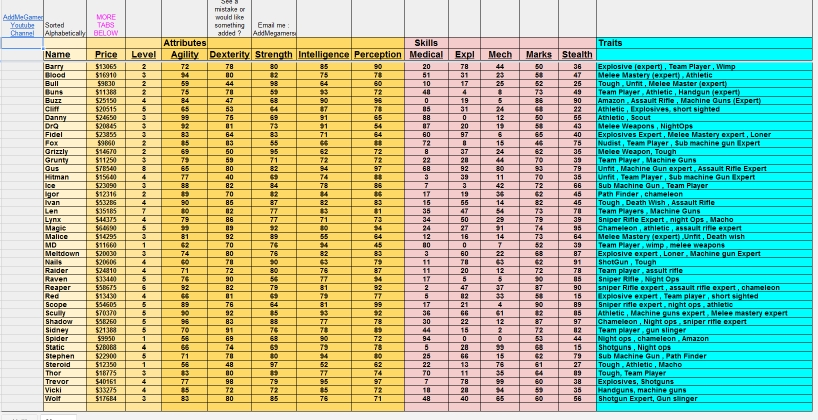 AddMeGamer Youtube Channel
Sorted Alphabetically
MORE TABS BELOW
See a mistake or would like something added ?
Email me : AddMegamers
Attributes Skills Traits
Name Price Level Agility Dexterity Strength Intelligence Perception Medical Expl Mech Marks Stealth
Barry $13065 2 72 78 80 85 90 20 78 44 50 36 Explosive (expert) , Team Player , Wimp
Blood $16910 3 94 80 82 75 78 51 31 23 58 47 Melee Mastery (expert) , Athletic
Bull $9830 2 59 44 98 64 60 10 17 25 52 25 Tough , Unfit , Melee Master (expert)
Buns $11388 2 75 78 59 93 72 48 4 8 73 49 Team Player , Athletic , Handgun (expert)
Buzz $25150 4 84 47 68 90 96 0 19 5 86 90 Amazon , Assault Rifle , Machine Guns (Expert)
Cliff $20515 5 65 53 64 87 78 85 31 24 68 22 Athletic , Explosives, short sighted
Danny $24650 3 99 75 69 91 65 88 0 12 50 55 Athletic , Scout
DrQ $20845 3 92 81 73 91 54 87 20 19 58 43 Melee Weapons , NightOps
Fidel $23855 3 83 64 83 71 64 60 97 6 65 40 Explosives Expert , Melee Mastery expert , Loner
Fox $9860 2 85 83 55 66 88 72 8 15 46 75 Nudist , Team Player , Sub machine gun Expert
Grizzly $14670 2 69 50 95 62 72 8 37 24 62 35 Melee Weapon, Tough
Grunty $11250 3 79 59 71 72 72 22 28 44 70 39 Team Player , Machine Guns
Gus $78540 8 65 80 82 94 97 68 92 80 93 79 Unfit , Machine Gun expert , Assault Rifle Expert
Hitman $15640 4 77 40 69 74 88 3 39 11 70 35 Unfit , Team Player , Sub machine gun Expert
Ice $23090 3 88 82 84 78 86 7 3 42 72 66 Sub Machine Gun , Team Player
Igor $12316 2 89 70 82 84 86 17 19 36 62 45 Path Finder , chameleon
Ivan $53286 4 90 85 87 82 83 15 55 14 82 45 Tough , Death Wish , Assault Rifle
Len $35185 7 80 82 77 83 81 35 47 54 73 78 Team Players , Machine Guns
Lynx $44375 4 79 86 77 71 73 34 50 29 77 39 Sniper Rifle Expert , night Ops , Macho
Magic $64690 5 99 89 92 80 94 24 27 91 74 95 Chameleon , athletic , assault rifle expert
Malice $14295 3 81 92 89 55 64 12 16 14 73 64 Melee Mastery (expert) ,Unfit , Death wish
MD $11660 1 62 70 76 94 45 80 0 7 52 39 Team Player , wimp , melee weapons
Meltdown $20030 3 74 80 76 82 83 3 60 22 68 87 Explosive expert , Loner , Machine gun Expert
Nails $20606 4 60 78 90 63 79 11 78 63 62 91 ShotGun , Tough
Raider $24810 4 71 72 80 76 87 11 20 12 72 78 Team player , assult rifle
Raven $33440 5 76 90 56 77 94 17 5 5 90 85 Sniper Rifle , Night Ops
Reaper $58675 6 92 82 79 81 92 2 47 37 87 90 sniper Rifle expert , assault rifle expert , chameleon
Red $13430 4 66 81 69 79 77 5 82 33 58 15 Explosive expert , Team player , short sighted
Scope $54605 5 89 76 64 81 99 17 21 4 90 89 Sniper rifle expert , night ops , athletic
Scully $70370 5 90 92 85 93 92 36 66 61 82 85 Athletic , Machine guns expert , Melee mastery expert
Shadow $58260 5 96 83 88 77 78 30 22 12 87 97 Chameleon , Night ops , sniper rifle expert
Sidney $21388 5 70 91 76 78 89 44 15 2 72 82 Team player , gun slinger
Spider $9950 1 56 69 68 90 72 94 0 0 53 44 Night ops , chameleon , Amazon
Static $28088 4 66 74 69 79 78 5 28 99 68 15 Shotguns , Night ops
Stephen $22900 5 71 78 80 94 80 25 66 15 62 79 Sub Machine Gun , Path Finder
Steroid $12350 1 56 48 97 52 62 22 13 76 61 27 Tough , Athletic , Macho
Thor $18775 3 83 80 89 77 74 70 11 35 64 89 Tough, Team Player
Trevor $40161 4 77 98 79 95 97 7 78 99 60 38 Explosives, Shotguns
Vicki $33275 4 85 72 72 85 72 18 28 94 59 35 Handguns, machine guns
Wolf $17684 3 83 80 85 76 71 48 40 65 60 56 Shotgun Expert, Gun slinger